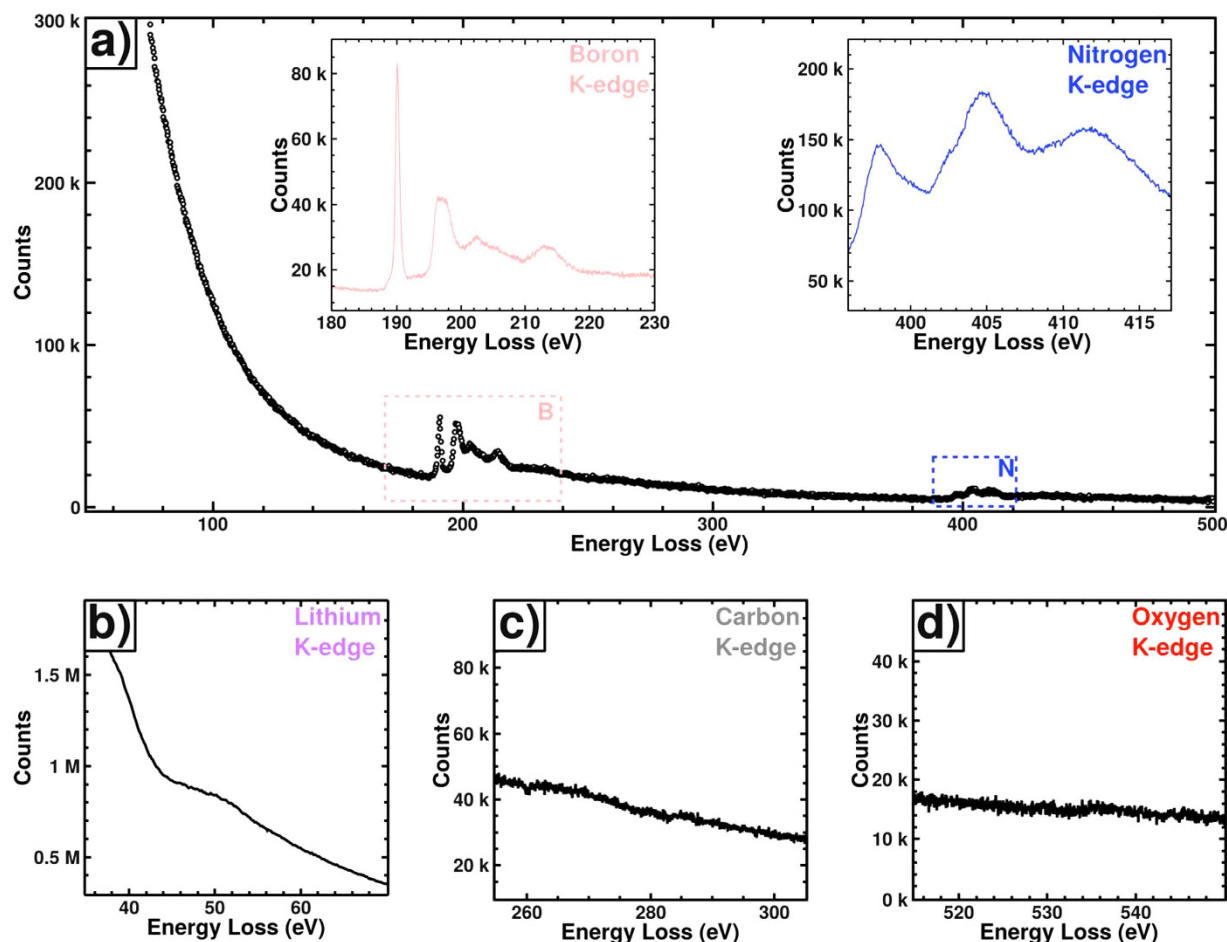 a)
300 k
200 k
100 k
0
Counts
100
200
300
400
500
Energy Loss (eV)
B
N
Boron
K-edge
80 k
60 k
40 k
20 k
Counts
180
190
200
210
220
230
Energy Loss (eV)
Nitrogen
K-edge
200 k
150 k
100 k
50 k
Counts
400
405
410
415
Energy Loss (eV)
b)
Lithium
K-edge
1.5 M
1 M
0.5 M
Counts
40
50
60
Energy Loss (eV)
c)
Carbon
K-edge
80 k
60 k
40 k
20 k
Counts
260
280
300
Energy Loss (eV)
d)
Oxygen
K-edge
40 k
30 k
20 k
10 k
0 k
Counts
520
530
540
Energy Loss (eV)